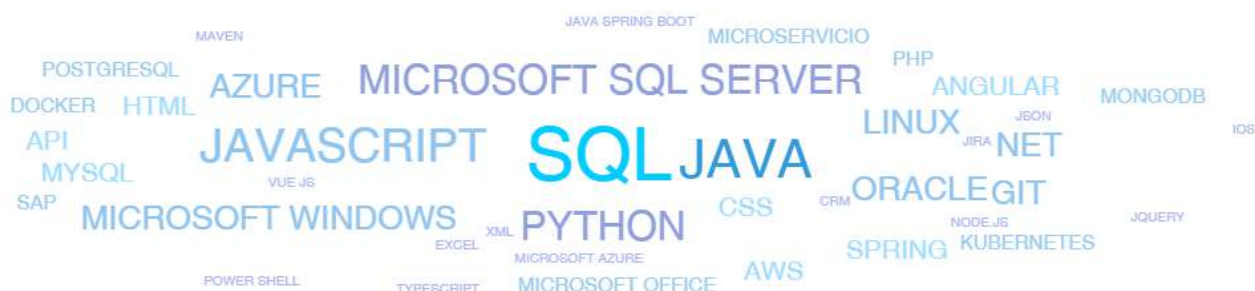 JAVA SPRING BOOT
MAVEN
MICROSERVICIO
PHP
POSTGRESQL
AZURE
MICROSOFT SQL SERVER
ANGULAR
MONGODB
DOCKER
HTML
LINUX
JSON
IOS
API
JAVASCRIPT
SQL
JAVA
JIRA
NET
MYSQL
VUE JS
SAP
CRM
ORACLE
GIT
MICROSOFT WINDOWS
XML
PYTHON
CSS
NODE.JS
JQUERY
EXCEL
SPRING
KUBERNETES
MICROSOFT AZURE
POWER SHELL
TYPESCRIPT
MICROSOFT OFFICE
AWS